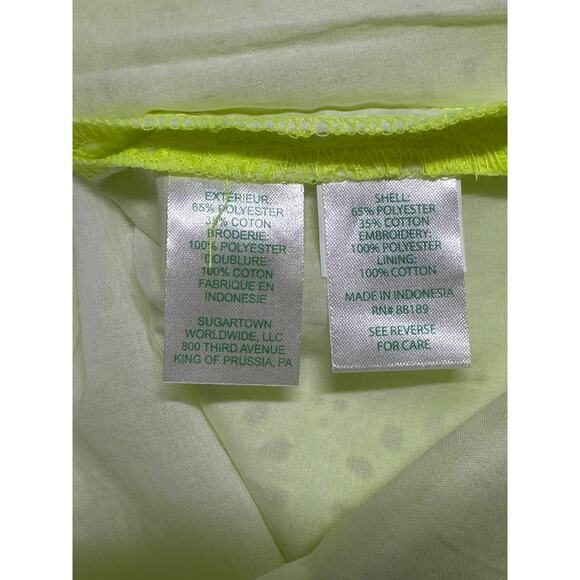 EXTERIEUR:
65% POLYESTER
35% COTON
BRODERIE:
100% POLYESTER
DOUBLURE:
100% COTON
FABRIQUE EN
INDONESIE
SUGARTOWN
WORLDWIDE, LLC
800 THIRD AVENUE
KING OF PRUSSIA, PA
SHELL:
65% POLYESTER
35% COTTON
EMBROIDERY:
100% POLYESTER
LINING:
100% COTTON
MADE IN INDONESIA
RN# 88189
SEE REVERSE
FOR CARE